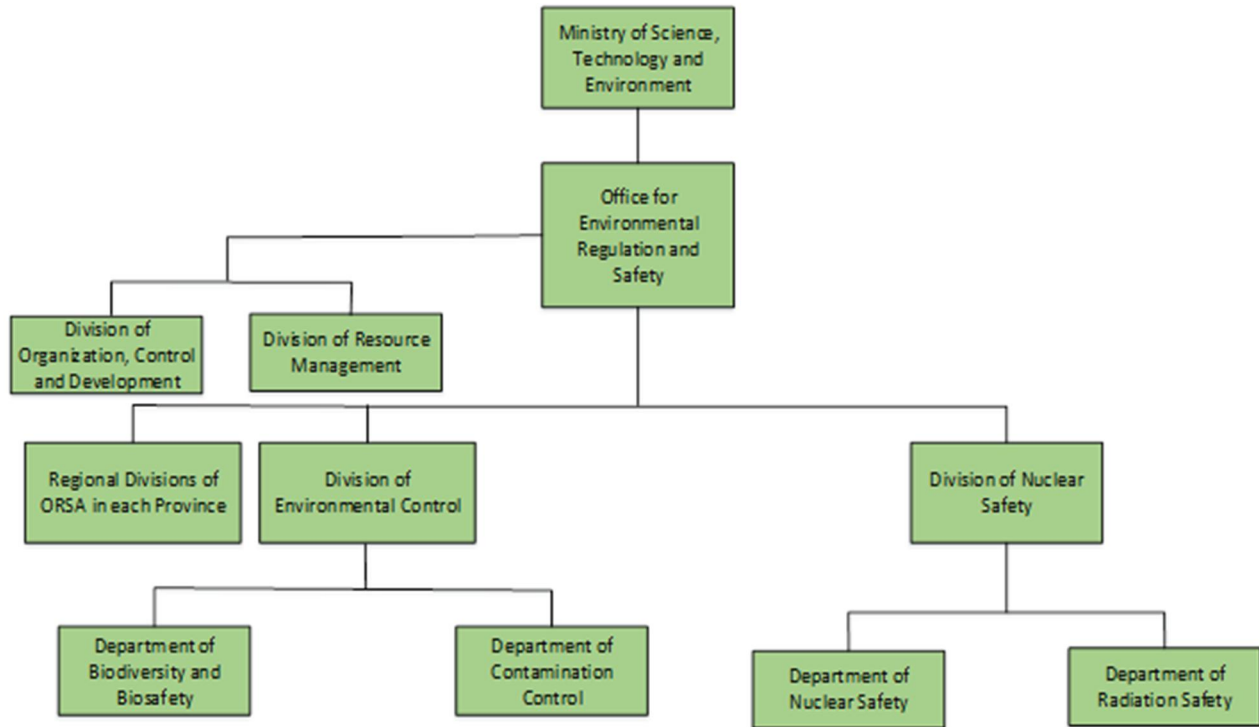 Ministry of Science,
Technology and
Environment
Office for
Environmental
Regulation and
Safety
Division of
Organization, Control
and Development
Division of Resource
Management
Regional Divisions of
ORSA in each Province
Division of
Environmental Control
Division of Nuclear
Safety
Department of
Biodiversity and
Biosafety
Department of
Contamination
Control
Department of
Nuclear Safety
Department of
Radiation Safety